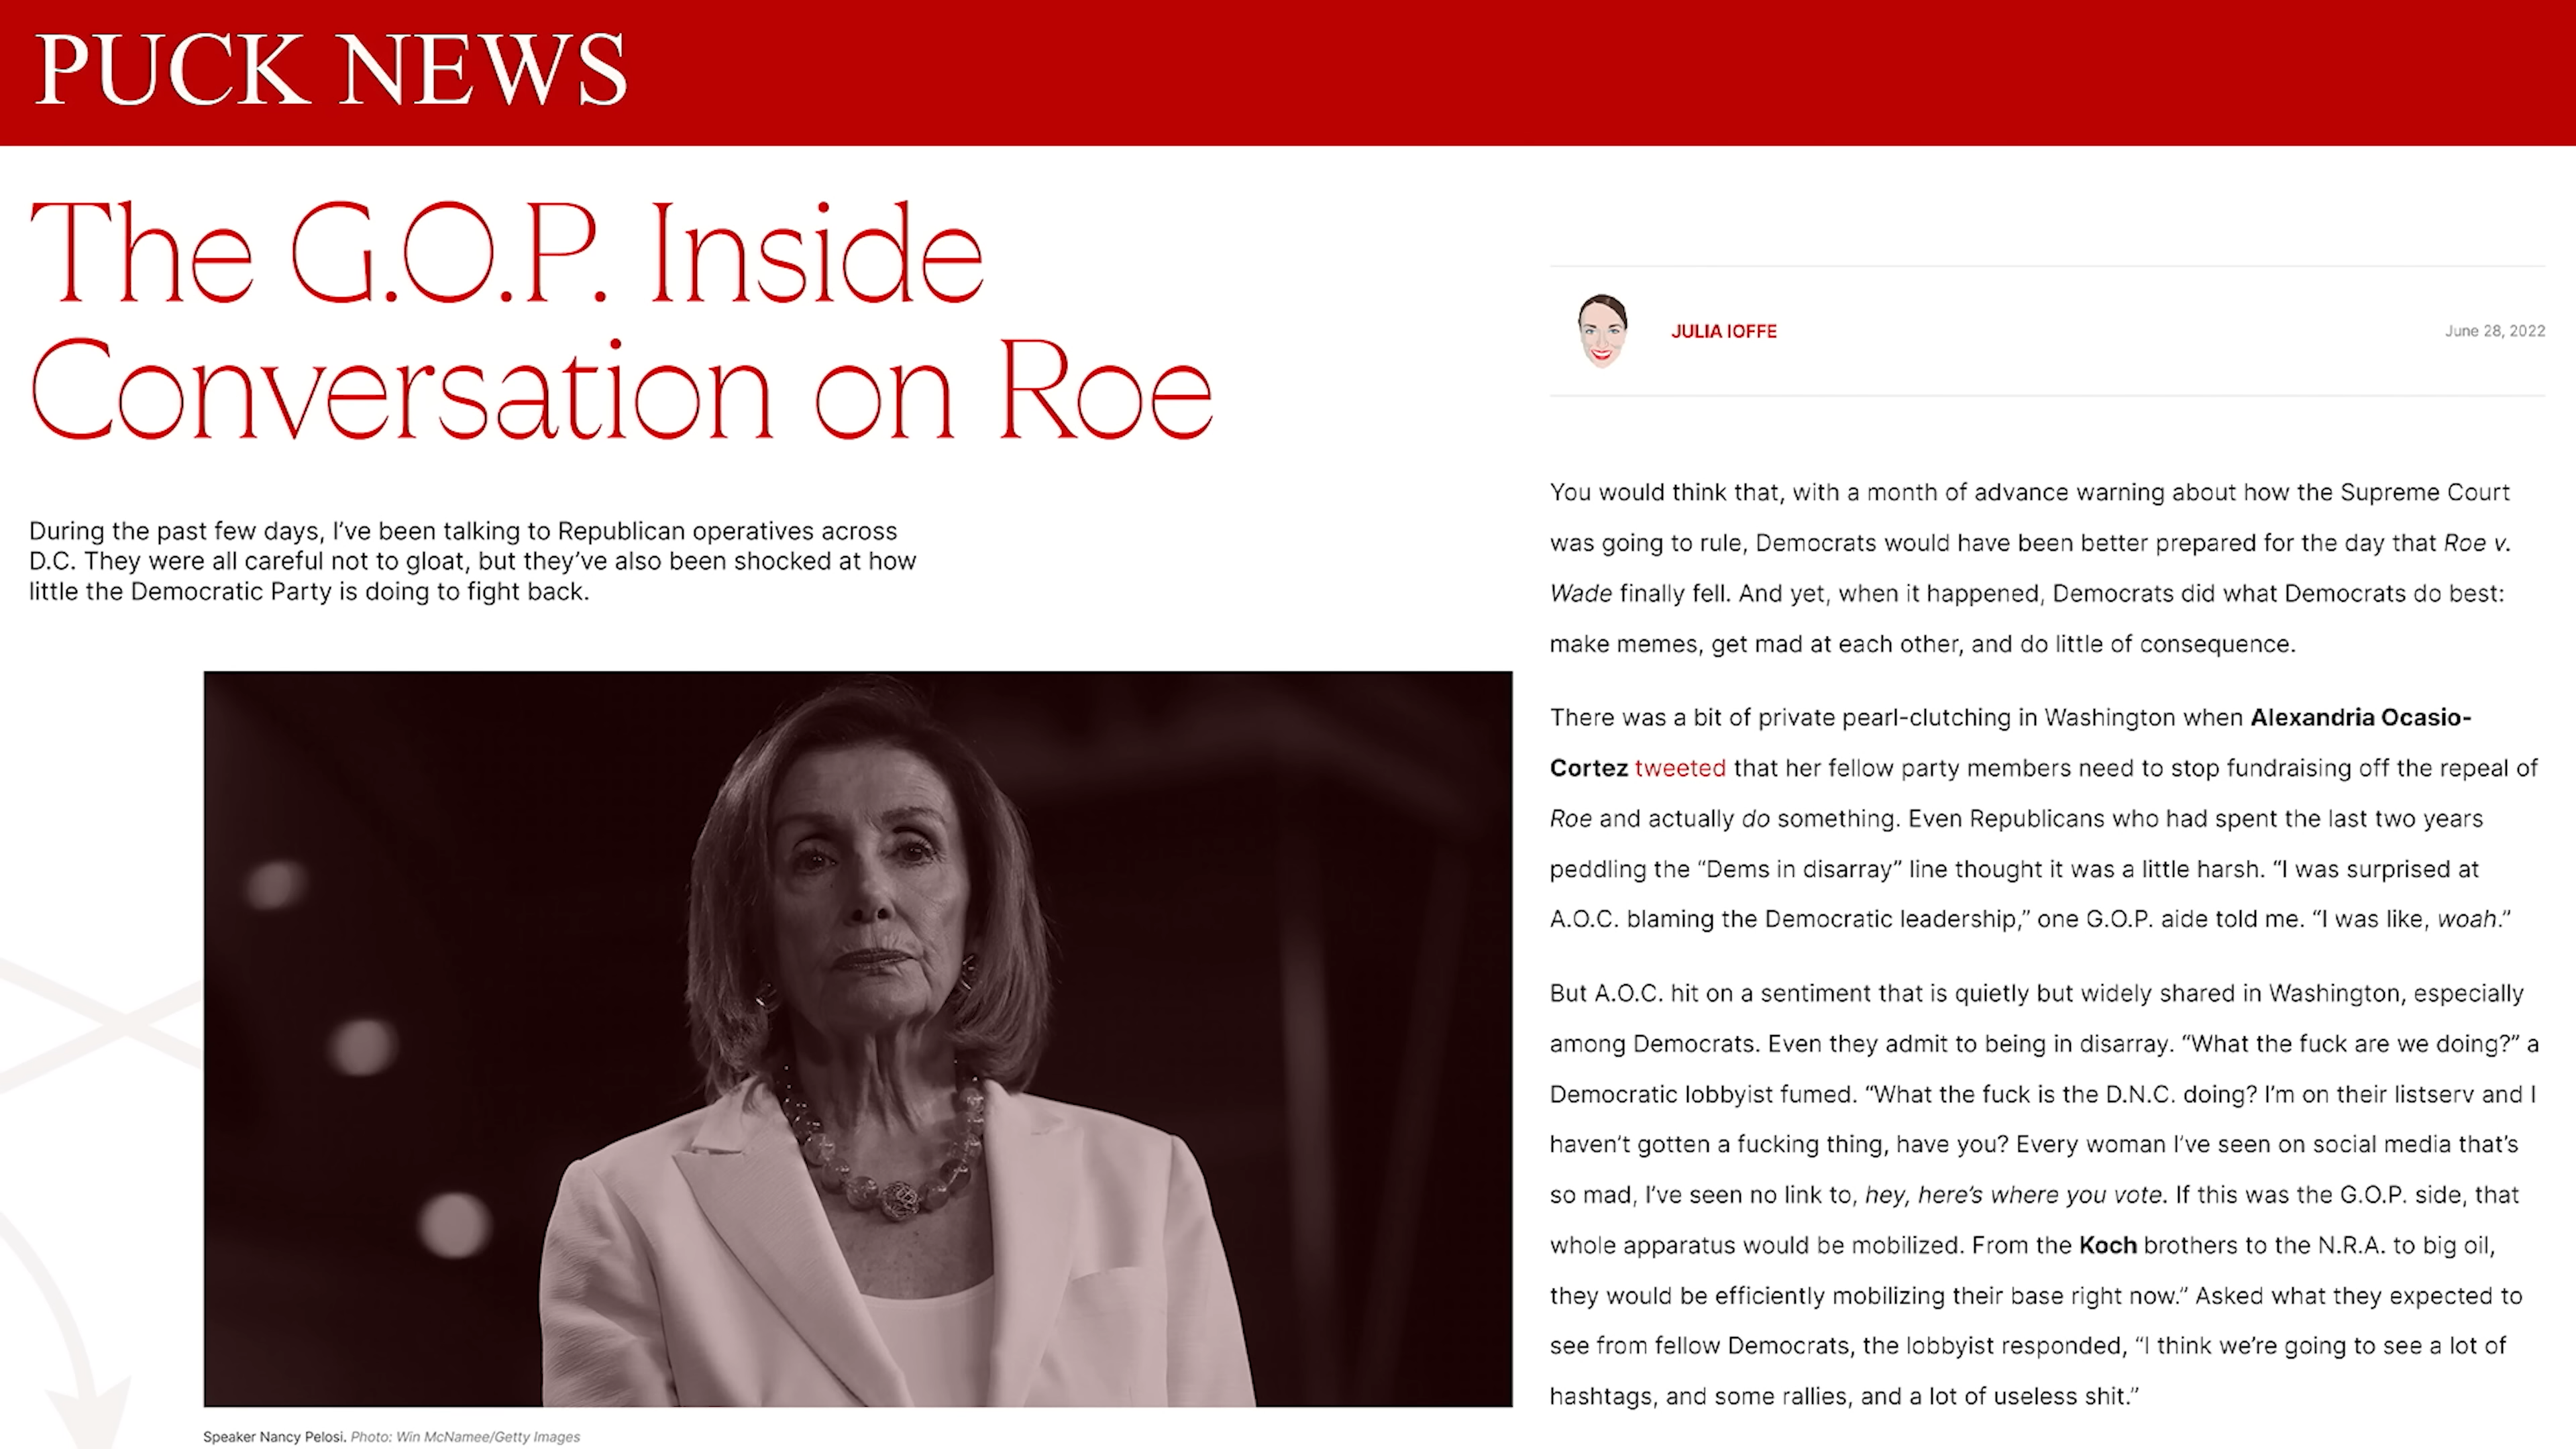 PUCK NEWS
The G.O.P. Inside
Conversation on Roe
During the past few days, I’ve been talking to Republican operatives across
D.C. They were all careful not to gloat, but they’ve also been shocked at how
little the Democratic Party is doing to fight back.
Speaker Nancy Pelosi. Photo: Win McNamee/Getty Images
JULIA IOFFE
June 28, 2022
You would think that, with a month of advance warning about how the Supreme Court
was going to rule, Democrats would have been better prepared for the day that Roe v.
Wade finally fell. And yet, when it happened, Democrats did what Democrats do best:
make memes, get mad at each other, and do little of consequence.
There was a bit of private pearl-clutching in Washington when Alexandria Ocasio-
Cortez tweeted that her fellow party members need to stop fundraising off the repeal of
Roe and actually do something. Even Republicans who had spent the last two years
peddling the “Dems in disarray” line thought it was a little harsh. “I was surprised at
A.O.C. blaming the Democratic leadership,” one G.O.P. aide told me. “I was like, woah.”
But A.O.C. hit on a sentiment that is quietly but widely shared in Washington, especially
among Democrats. Even they admit to being in disarray. “What the fuck are we doing?” a
Democratic lobbyist fumed. “What the fuck is the D.N.C. doing? I’m on their listserv and I
haven’t gotten a fucking thing, have you? Every woman I’ve seen on social media that’s
so mad, I’ve seen no link to, hey, here’s where you vote. If this was the G.O.P. side, that
whole apparatus would be mobilized. From the Koch brothers to the N.R.A. to big oil,
they would be efficiently mobilizing their base right now.” Asked what they expected to
see from fellow Democrats, the lobbyist responded, “I think we’re going to see a lot of
hashtags, and some rallies, and a lot of useless shit.”